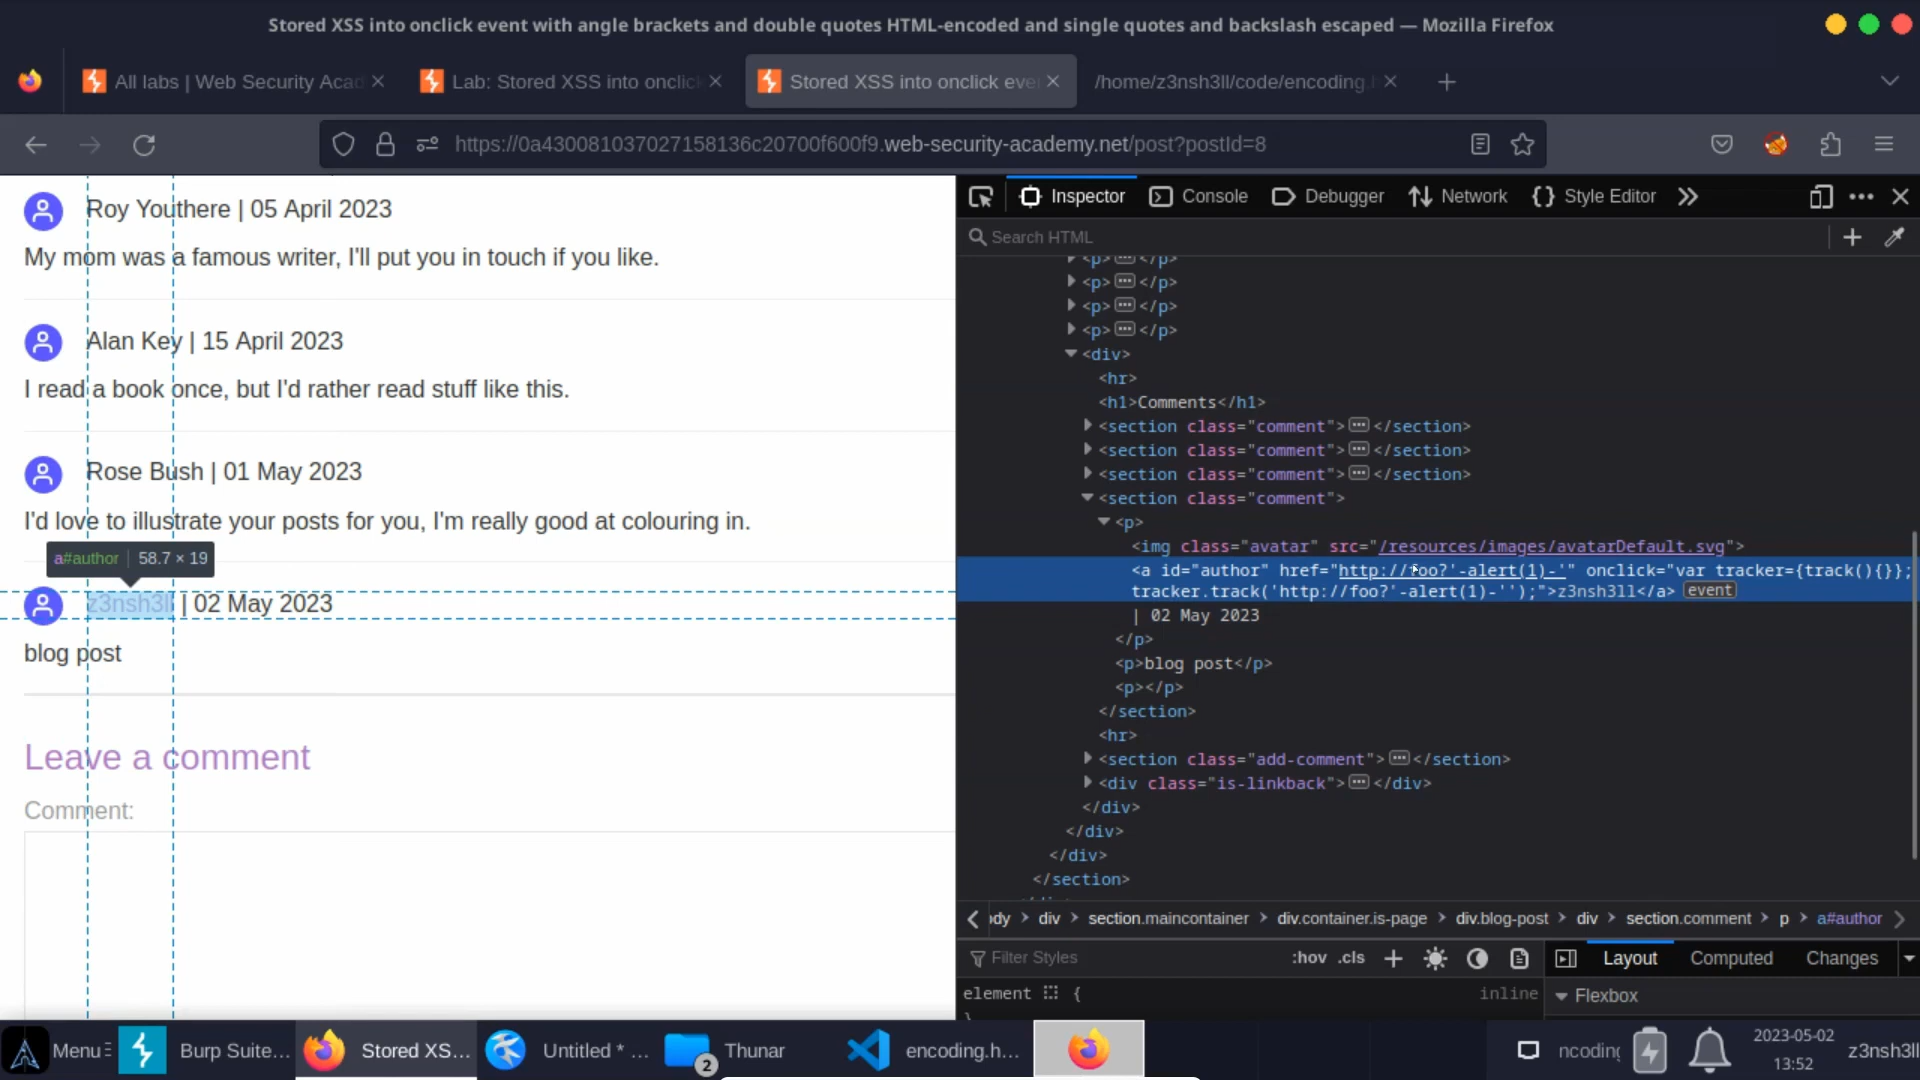 Stored XSS into onclick event with angle brackets and double quotes HTML-encoded and single quotes and backslash escaped — Mozilla Firefox
All labs | Web Security Acad
Lab: Stored XSS into onclic
Stored XSS into onclick eve
/home/z3nsh3ll/code/encoding.h
https://0a430081037027158136c20700f600f9.web-security-academy.net/post?postId=8
Roy Youthere | 05 April 2023
My mom was a famous writer, I'll put you in touch if you like.
Alan Key | 15 April 2023
I read a book once, but I'd rather read stuff like this.
Rose Bush | 01 May 2023
I'd love to illustrate your posts for you, I'm really good at colouring in.
a#author | 58.7 × 19
z3nsh3ll | 02 May 2023
blog post
Leave a comment
Comment:
Inspector
Console
Debugger
Network
Style Editor
Search HTML
<p> </p>
<p> </p>
<p> </p>
<p> </p>
<div>
<hr>
<h1>Comments</h1>
<section class="comment"> </section>
<section class="comment"> </section>
<section class="comment"> </section>
<section class="comment">
<p>
<img class="avatar" src="/resources/images/avatarDefault.svg">
<a id="author" href="http://foo?'-alert(1)-'" onclick="var tracker={track(){}};
tracker.track('http://foo?'-alert(1)-'');">z3nsh3ll</a> event
| 02 May 2023
</p>
<p>blog post</p>
<p></p>
</section>
<hr>
<section class="add-comment"> </section>
<div class="is-linkback"> </div>
</div>
</div>
</div>
</section>
ody > div > section.maincontainer > div.container.is-page > div.blog-post > div > section.comment > p > a#author
Filter Styles
:hov .cls
Layout
Computed
Changes
element {
inline
}
Flexbox
Menu
Burp Suite...
Stored XS...
Untitled * ...
2
Thunar
encoding.h...
ncoding
2023-05-02
13:52
z3nsh3ll